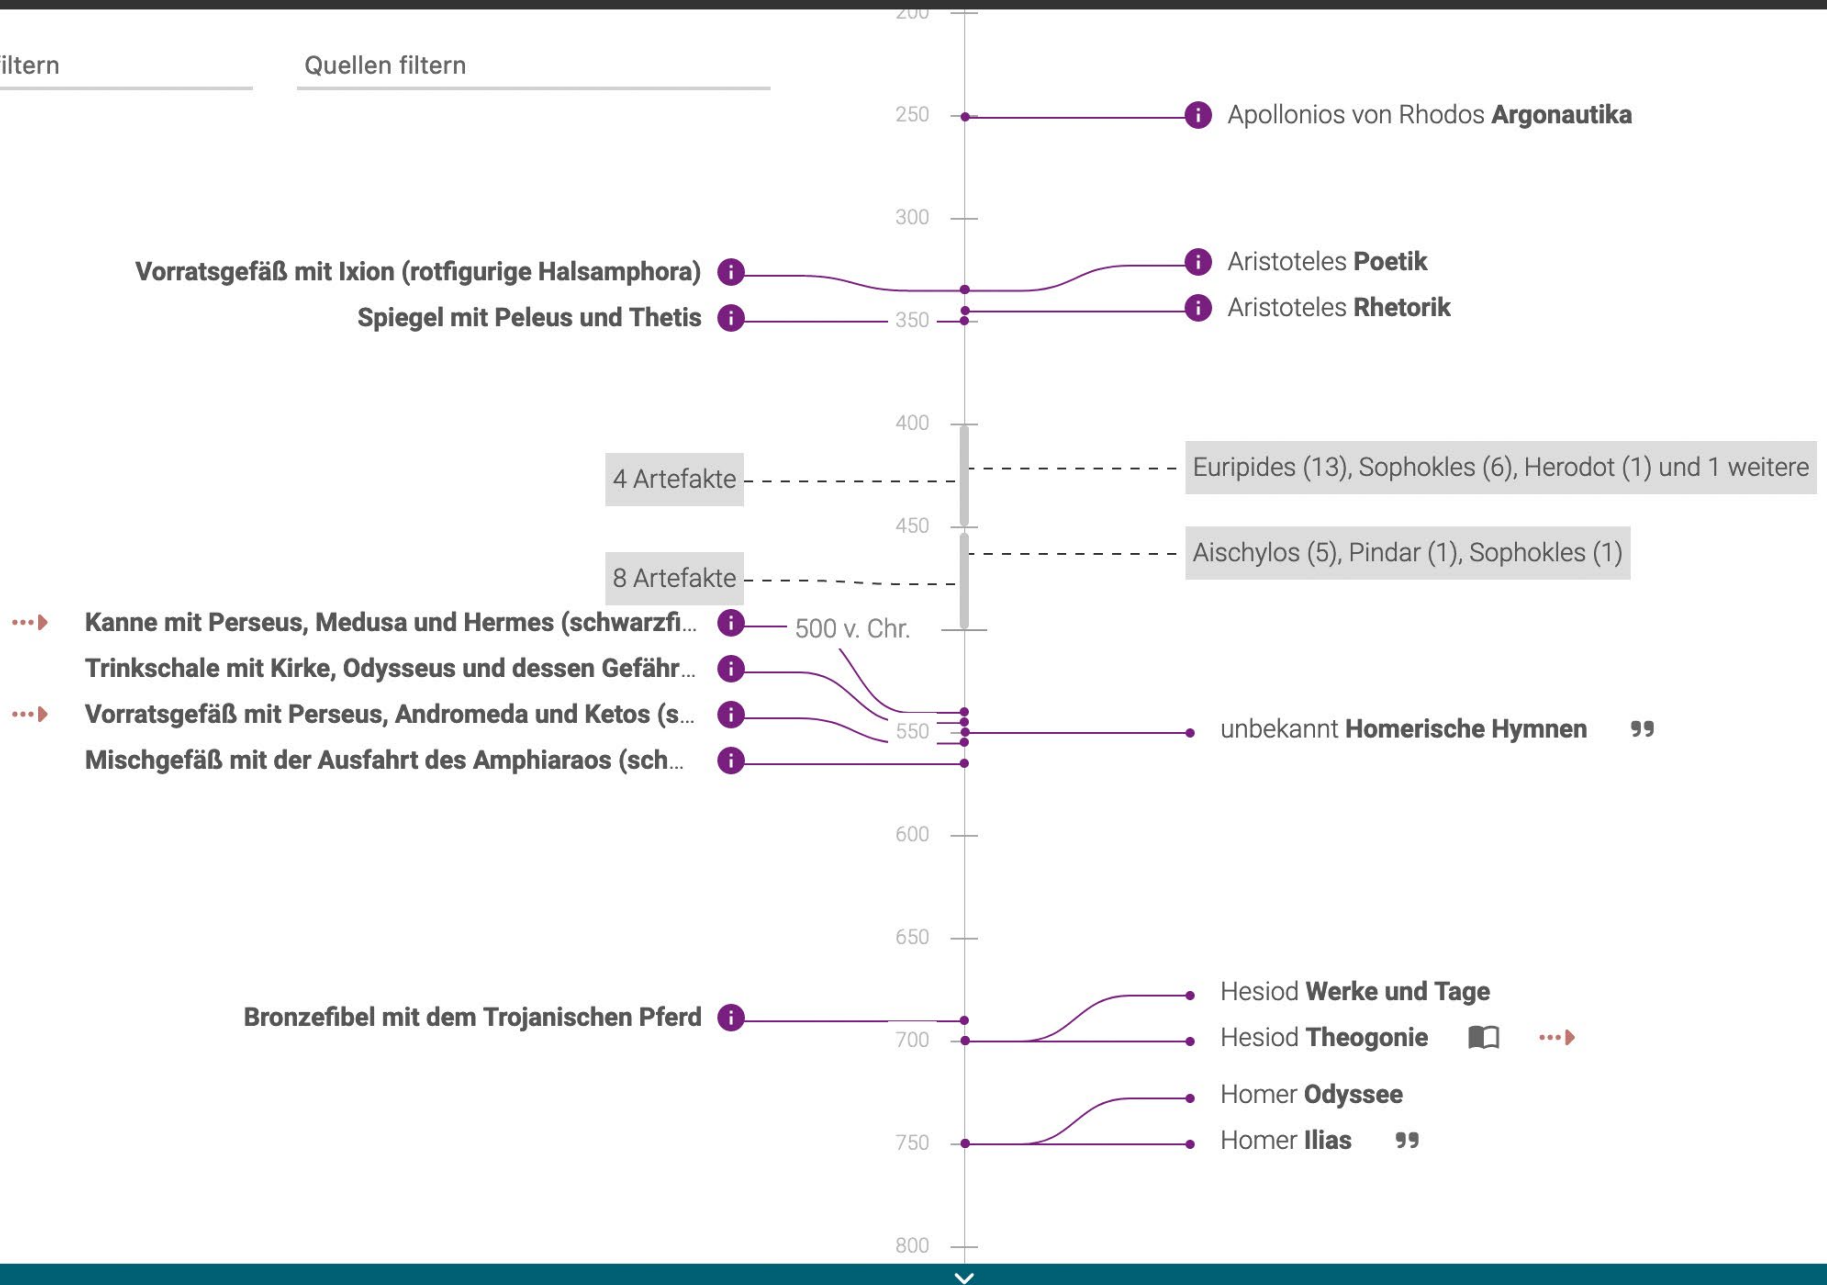 200
iltern
Quellen filtern
250
Apollonios von Rhodos Argonautika
300
Vorratsgefäß mit Ixion (rotfigurige Halsamphora)
Aristoteles Poetik
Spiegel mit Peleus und Thetis
350
Aristoteles Rhetorik
400
4 Artefakte
Euripides (13), Sophokles (6), Herodot (1) und 1 weitere
450
8 Artefakte
Aischylos (5), Pindar (1), Sophokles (1)
Kanne mit Perseus, Medusa und Hermes (schwarzfi...
500 v. Chr.
Trinkschale mit Kirke, Odysseus und dessen Gefähr...
Vorratsgefäß mit Perseus, Andromeda und Ketos (s...
550
unbekannt Homerische Hymnen
Mischgefäß mit der Ausfahrt des Amphiaraos (sch...
600
650
Hesiod Werke und Tage
Bronzefibel mit dem Trojanischen Pferd
700
Hesiod Theogonie
Homer Odyssee
750
Homer Ilias
800